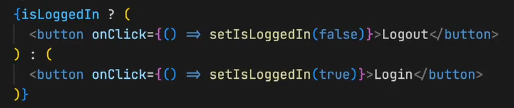 {isLoggedIn ? (
  <button onClick={() => setIsLoggedIn(false)}>Logout</button>
) : (
  <button onClick={() => setIsLoggedIn(true)}>Login</button>
)}